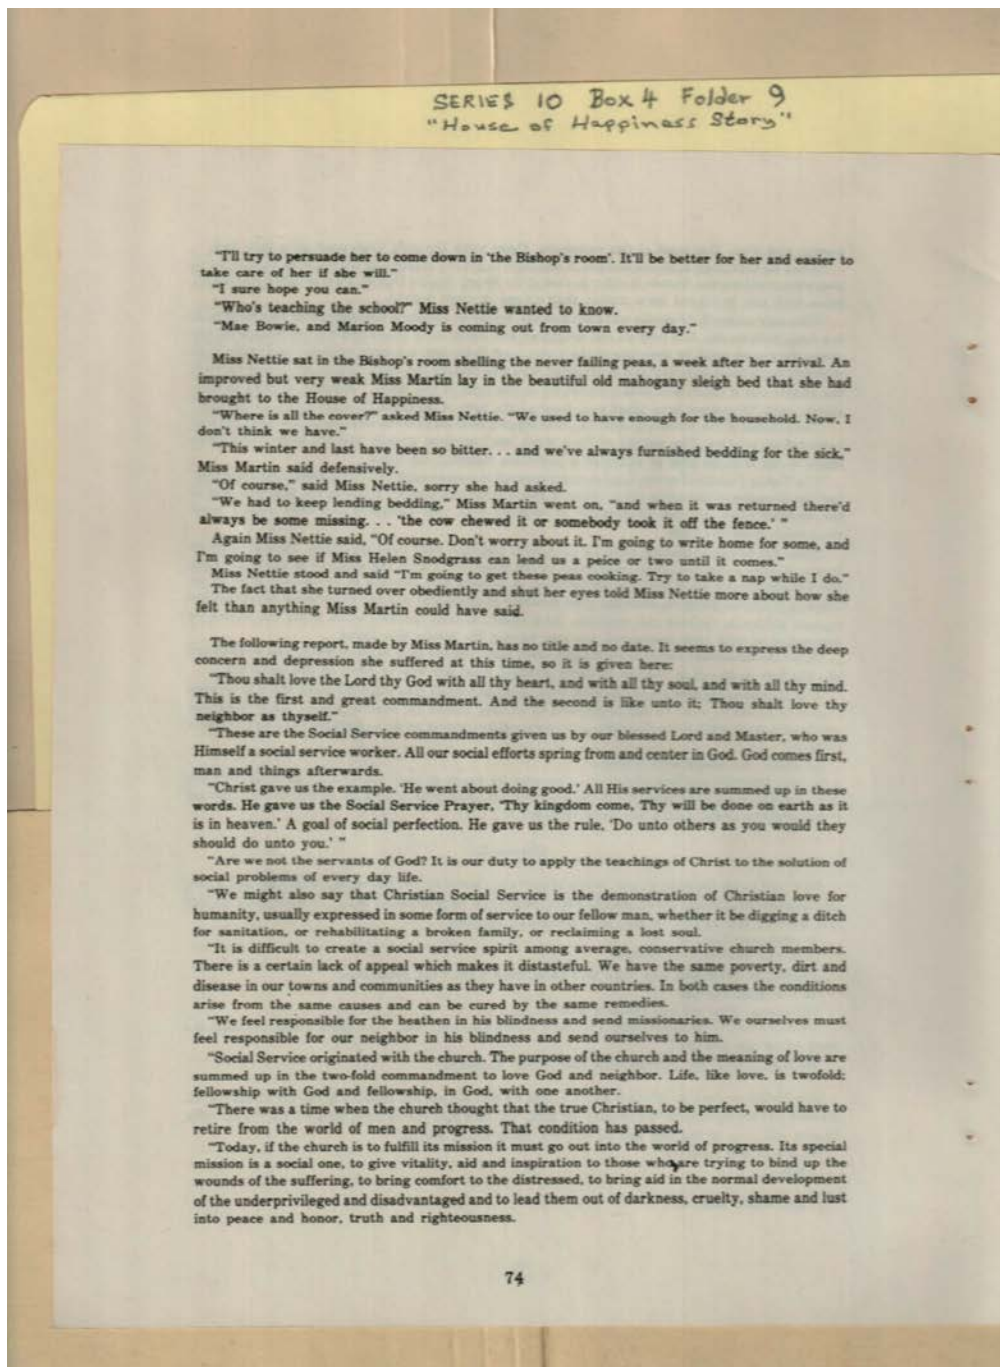 SERIES 10 Box 4 Folder 9
"House of Happiness Story"
"I'll try to persuade her to come down in 'the Bishop's room'. It'll be better for her and easier to
take care of her if she will."
"I sure hope you can."
"Who's teaching the school?" Miss Nettie wanted to know.
"Mae Bowie, and Marion Moody is coming out from town every day."
Miss Nettie sat in the Bishop's room shelling the never failing peas, a week after her arrival. An
improved but very weak Miss Martin lay in the beautiful old mahogany sleigh bed that she had
brought to the House of Happiness.
"Where is all the cover?" asked Miss Nettie. "We used to have enough for the household. Now, I
don't think we have."
"This winter and last have been so bitter. . . and we've always furnished bedding for the sick,"
Miss Martin said defensively.
"Of course," said Miss Nettie, sorry she had asked.
"We had to keep lending bedding," Miss Martin went on, "and when it was returned there'd
always be some missing. . . 'the cow chewed it or somebody took it off the fence.' "
Again Miss Nettie said, "Of course. Don't worry about it. I'm going to write home for some, and
I'm going to see if Miss Helen Snodgrass can lend us a peice or two until it comes."
Miss Nettie stood and said "I'm going to get these peas cooking. Try to take a nap while I do."
The fact that she turned over obediently and shut her eyes told Miss Nettie more about how she
felt than anything Miss Martin could have said.
The following report, made by Miss Martin, has no title and no date. It seems to express the deep
concern and depression she suffered at this time, so it is given here:
"Thou shalt love the Lord thy God with all thy heart, and with all thy soul, and with all thy mind.
This is the first and great commandment. And the second is like unto it; Thou shalt love thy
neighbor as thyself."
"These are the Social Service commandments given us by our blessed Lord and Master, who was
Himself a social service worker. All our social efforts spring from and center in God. God comes first,
man and things afterwards.
"Christ gave us the example. 'He went about doing good.' All His services are summed up in these
words. He gave us the Social Service Prayer, 'Thy kingdom come, Thy will be done on earth as it
is in heaven.' A goal of social perfection. He gave us the rule, 'Do unto others as you would they
should do unto you.' "
"Are we not the servants of God? It is our duty to apply the teachings of Christ to the solution of
social problems of every day life.
"We might also say that Christian Social Service is the demonstration of Christian love for
humanity, usually expressed in some form of service to our fellow man, whether it be digging a ditch
for sanitation, or rehabilitating a broken family, or reclaiming a lost soul.
"It is difficult to create a social service spirit among average, conservative church members.
There is a certain lack of appeal which makes it distasteful. We have the same poverty, dirt and
disease in our towns and communities as they have in other countries. In both cases the conditions
arise from the same causes and can be cured by the same remedies.
"We feel responsible for the heathen in his blindness and send missionaries. We ourselves must
feel responsible for our neighbor in his blindness and send ourselves to him.
"Social Service originated with the church. The purpose of the church and the meaning of love are
summed up in the two-fold commandment to love God and neighbor. Life, like love, is twofold;
fellowship with God and fellowship, in God, with one another.
"There was a time when the church thought that the true Christian, to be perfect, would have to
retire from the world of men and progress. That condition has passed.
"Today, if the church is to fulfill its mission it must go out into the world of progress. Its special
mission is a social one, to give vitality, aid and inspiration to those who are trying to bind up the
wounds of the suffering, to bring comfort to the distressed, to bring aid in the normal development
of the underprivileged and disadvantaged and to lead them out of darkness, cruelty, shame and lust
into peace and honor, truth and righteousness.
74